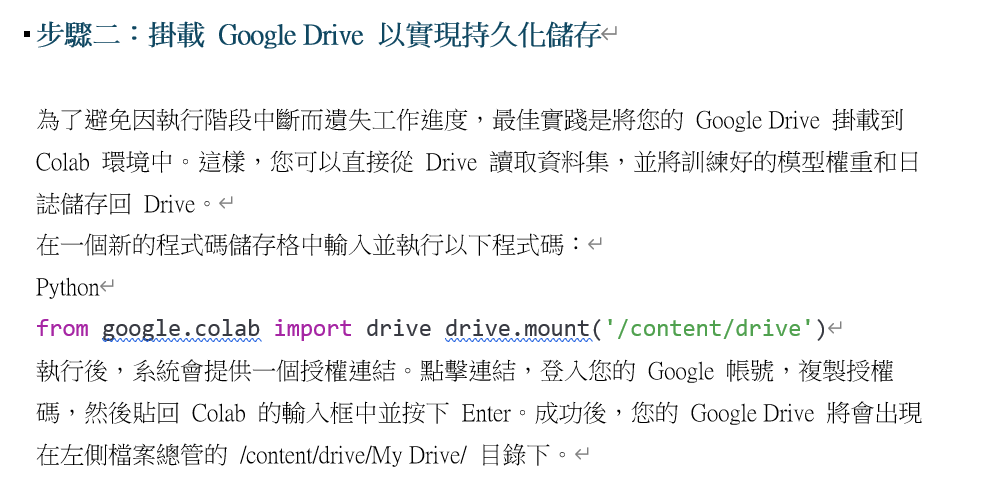 步驟二：掛載 Google Drive 以實現持久化儲存
為了避免因執行階段中斷而遺失工作進度，最佳實踐是將您的 Google Drive 掛載到
Colab 環境中。這樣，您可以直接從 Drive 讀取資料集，並將訓練好的模型權重和日
誌儲存回 Drive。
在一個新的程式碼儲存格中輸入並執行以下程式碼：
Python
from google.colab import drive drive.mount('/content/drive')
執行後，系統會提供一個授權連結。點擊連結，登入您的 Google 帳號，複製授權
碼，然後貼回 Colab 的輸入框中並按下 Enter。成功後，您的 Google Drive 將會出現
在左側檔案總管的 /content/drive/My Drive/ 目錄下。